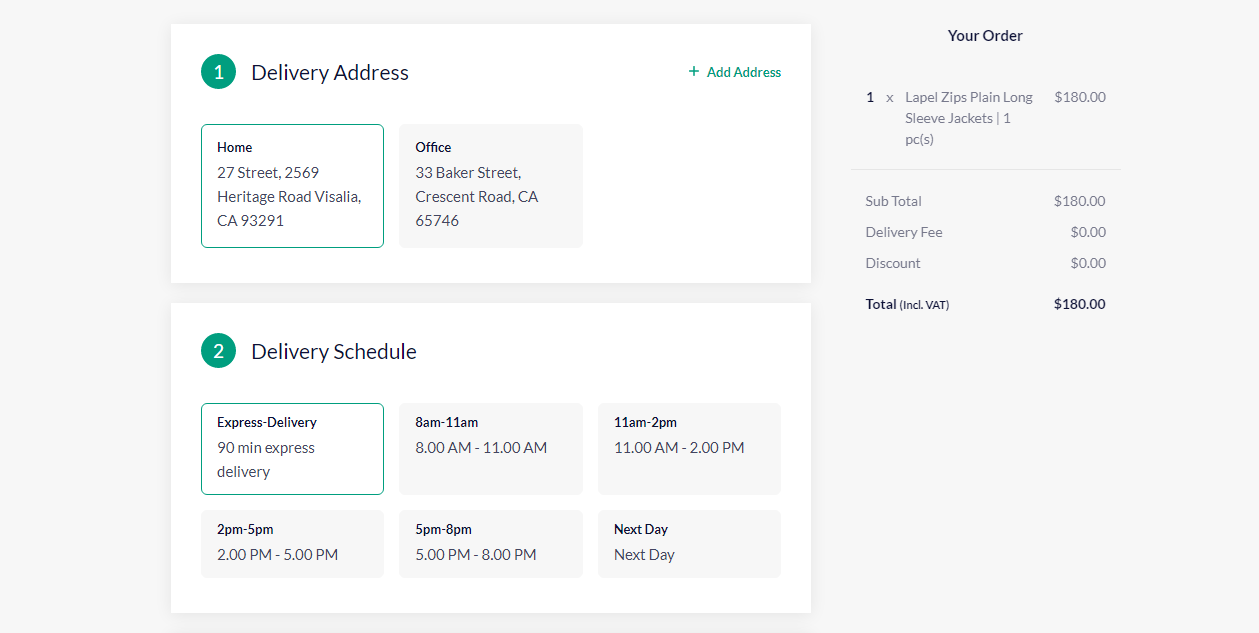 1
Delivery Address
+ Add Address
Home
27 Street, 2569
Heritage Road Visalia,
CA 93291
Office
33 Baker Street,
Crescent Road, CA
65746
2
Delivery Schedule
Express-Delivery
90 min express
delivery
8am-11am
8.00 AM - 11.00 AM
11am-2pm
11.00 AM - 2.00 PM
2pm-5pm
2.00 PM - 5.00 PM
5pm-8pm
5.00 PM - 8.00 PM
Next Day
Next Day
Your Order
1 x Lapel Zips Plain Long $180.00
Sleeve Jackets | 1
pc(s)
Sub Total $180.00
Delivery Fee $0.00
Discount $0.00
Total (Incl. VAT) $180.00